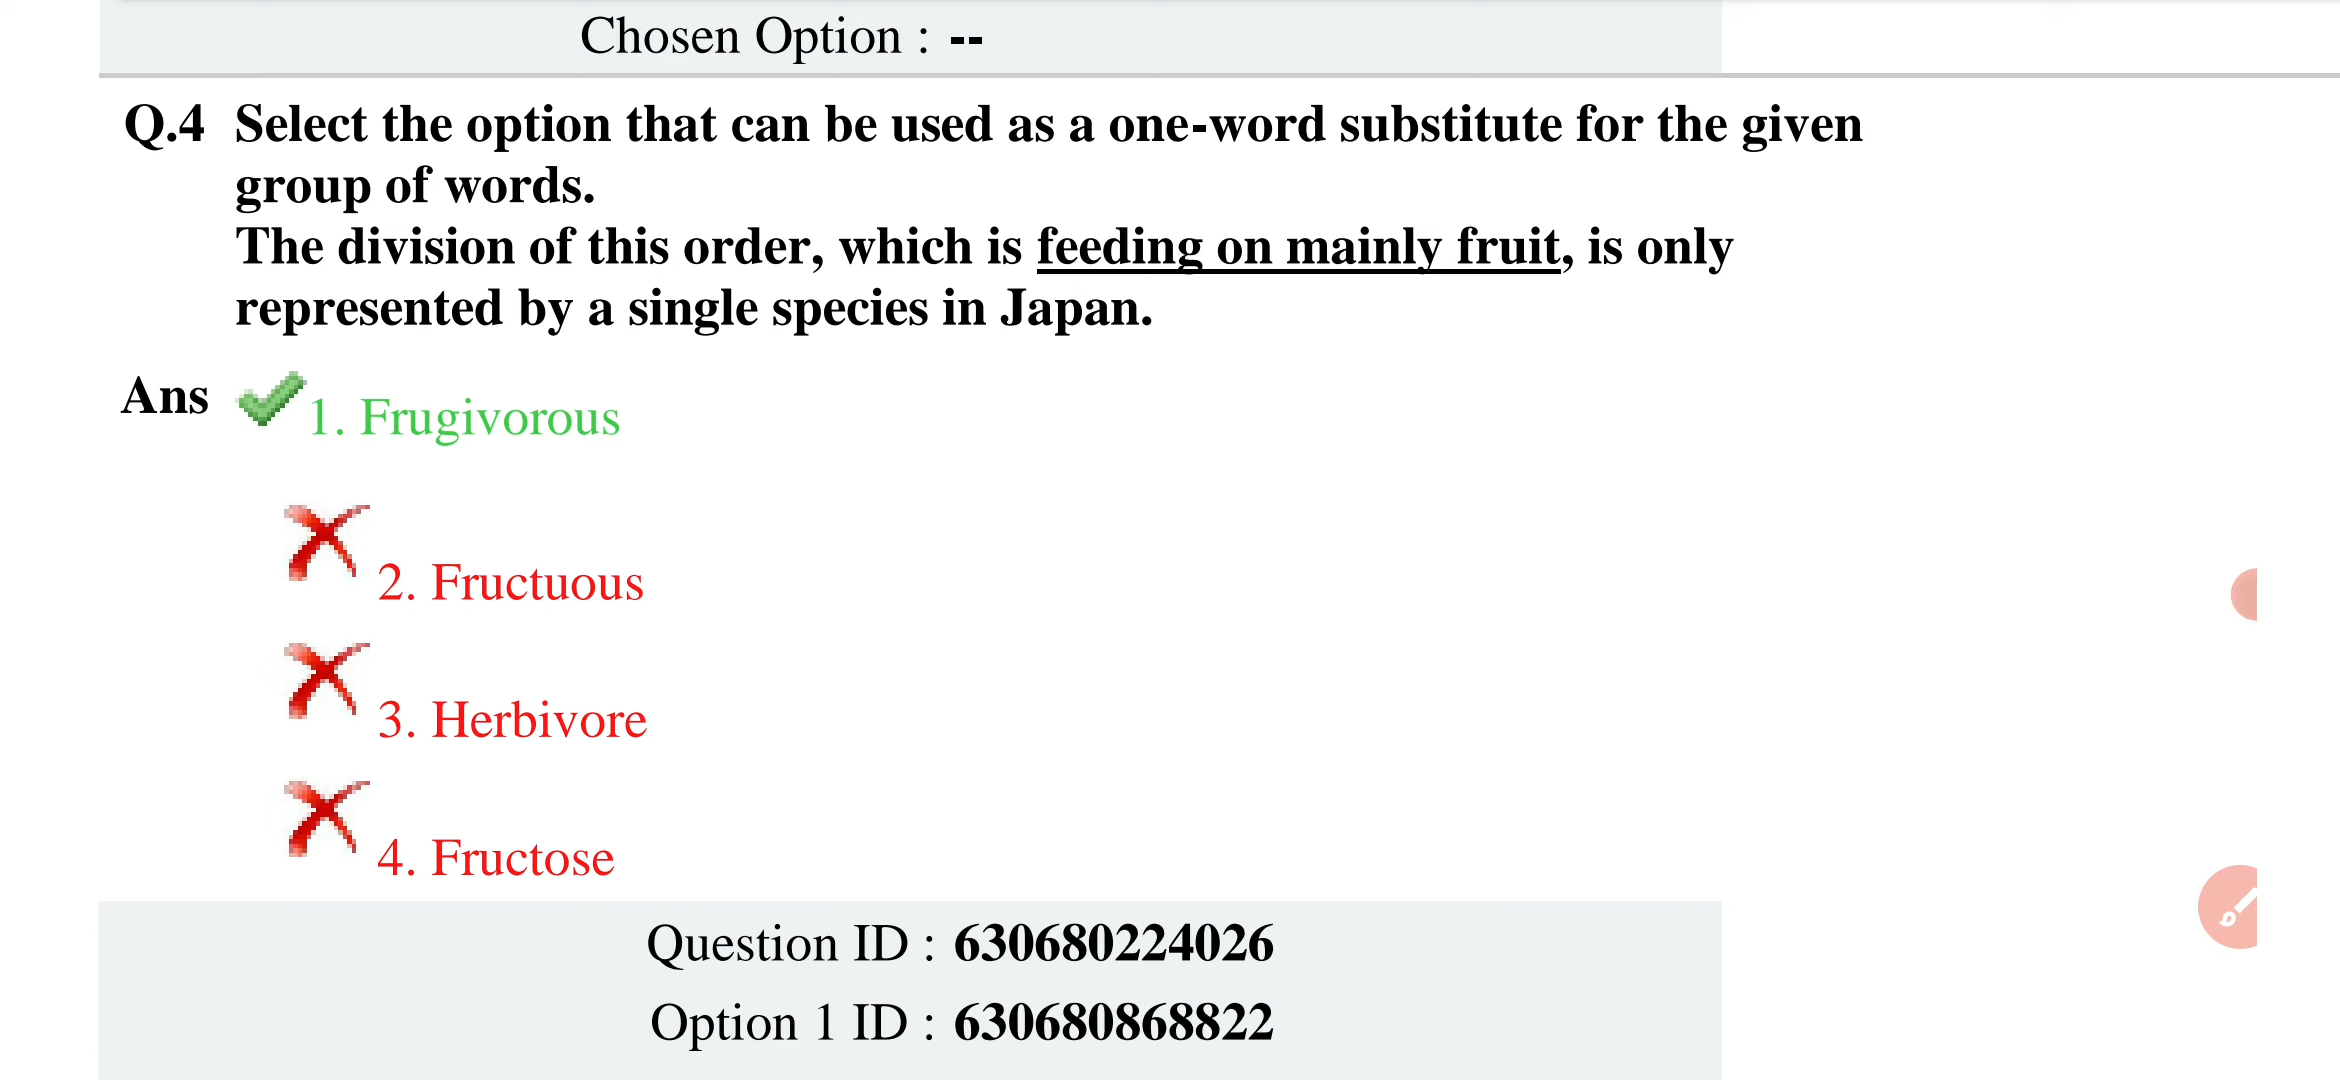 Chosen Option : --
Q.4 Select the option that can be used as a one-word substitute for the given
group of words.
The division of this order, which is feeding on mainly fruit, is only
represented by a single species in Japan.
Ans 1. Frugivorous
2. Fructuous
3. Herbivore
4. Fructose
Question ID : 630680224026
Option 1 ID : 630680868822